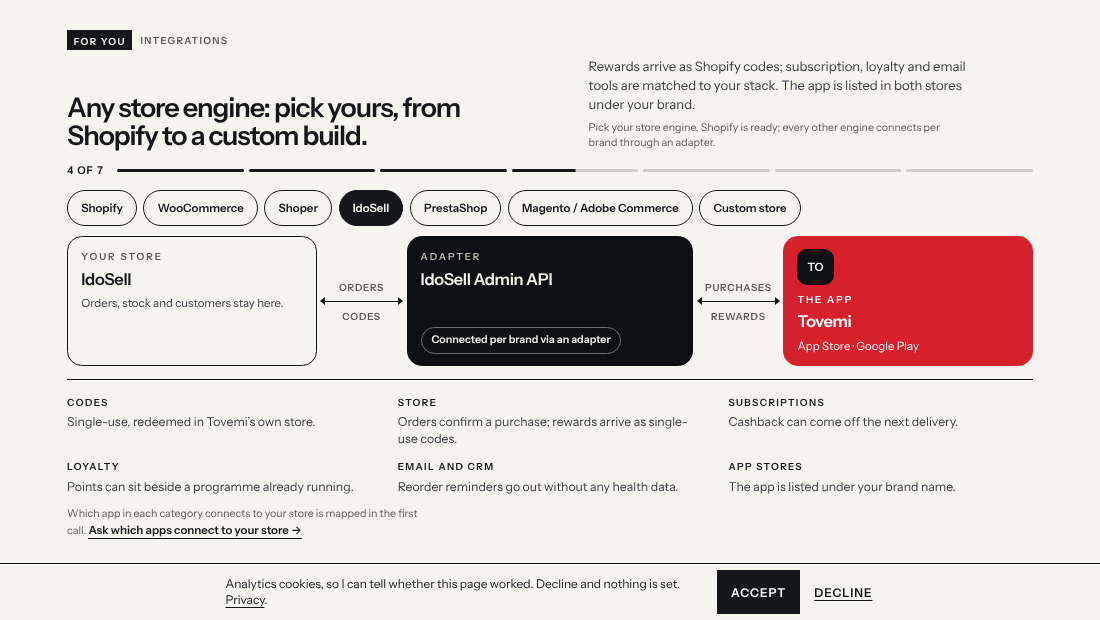 FOR YOU INTEGRATIONS
Any store engine: pick yours, from
Shopify to a custom build.
Rewards arrive as Shopify codes; subscription, loyalty and email
tools are matched to your stack. The app is listed in both stores
under your brand.
Pick your store engine. Shopify is ready; every other engine connects per
brand through an adapter.
4 OF 7
Shopify WooCommerce Shoper IdoSell PrestaShop Magento / Adobe Commerce Custom store
YOUR STORE
IdoSell
Orders, stock and customers stay here.
ORDERS
CODES
ADAPTER
IdoSell Admin API
Connected per brand via an adapter
PURCHASES
REWARDS
TO
THE APP
Tovemi
App Store · Google Play
CODES
Single-use, redeemed in Tovemi's own store.
STORE
Orders confirm a purchase; rewards arrive as single-
use codes.
SUBSCRIPTIONS
Cashback can come off the next delivery.
LOYALTY
Points can sit beside a programme already running.
EMAIL AND CRM
Reorder reminders go out without any health data.
APP STORES
The app is listed under your brand name.
Which app in each category connects to your store is mapped in the first
call. Ask which apps connect to your store →
Analytics cookies, so I can tell whether this page worked. Decline and nothing is set.
Privacy.
ACCEPT
DECLINE